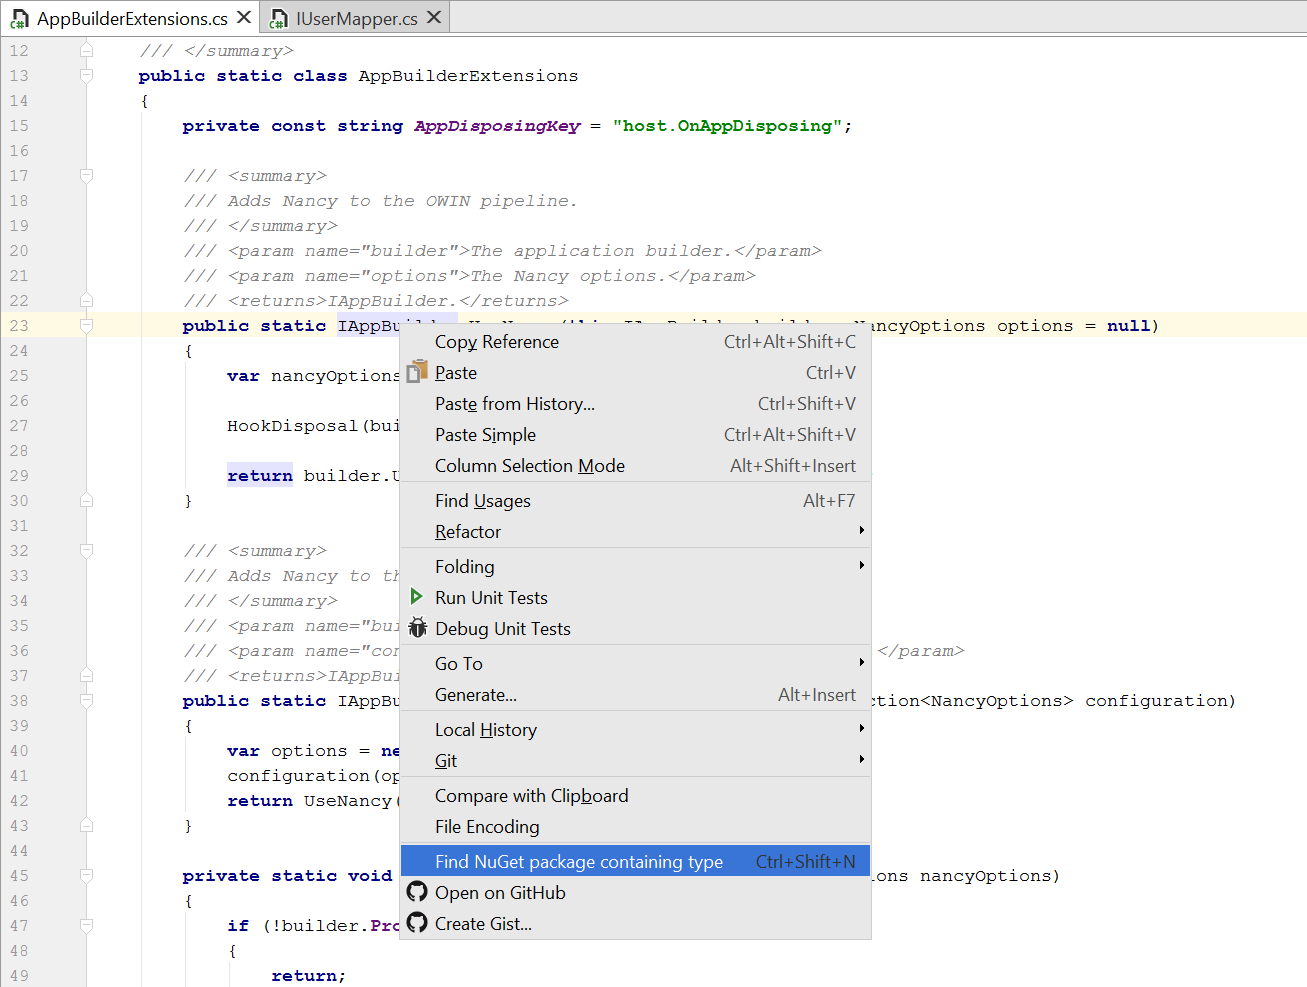 AppBuilderExtensions.cs IUserMapper.cs
12 /// </summary>
13 public static class AppBuilderExtensions
14 {
15 private const string AppDisposingKey = "host.OnAppDisposing";
16
17 /// <summary>
18 /// Adds Nancy to the OWIN pipeline.
19 /// </summary>
20 /// <param name="builder">The application builder.</param>
21 /// <param name="options">The Nancy options.</param>
22 /// <returns>IAppBuilder.</returns>
23 public static IAppBuilder UseNancy(this IAppBuilder builder, NancyOptions options = null)
24 {
25 var nancyOptions
26
27 HookDisposal(bui
28
29 return builder.U
30 }
31
32 /// <summary>
33 /// Adds Nancy to th
34 /// </summary>
35 /// <param name="bui
36 /// <param name="con </param>
37 /// <returns>IAppBui
38 public static IAppBu ction<NancyOptions> configuration)
39 {
40 var options = ne
41 configuration(op
42 return UseNancy(
43 }
44
45 private static void ions nancyOptions)
46 {
47 if (!builder.Pro
48 {
49 return;
Copy Reference Ctrl+Alt+Shift+C
Paste Ctrl+V
Paste from History... Ctrl+Shift+V
Paste Simple Ctrl+Alt+Shift+V
Column Selection Mode Alt+Shift+Insert
Find Usages Alt+F7
Refactor
Folding
Run Unit Tests
Debug Unit Tests
Go To
Generate... Alt+Insert
Local History
Git
Compare with Clipboard
File Encoding
Find NuGet package containing type Ctrl+Shift+N
Open on GitHub
Create Gist...